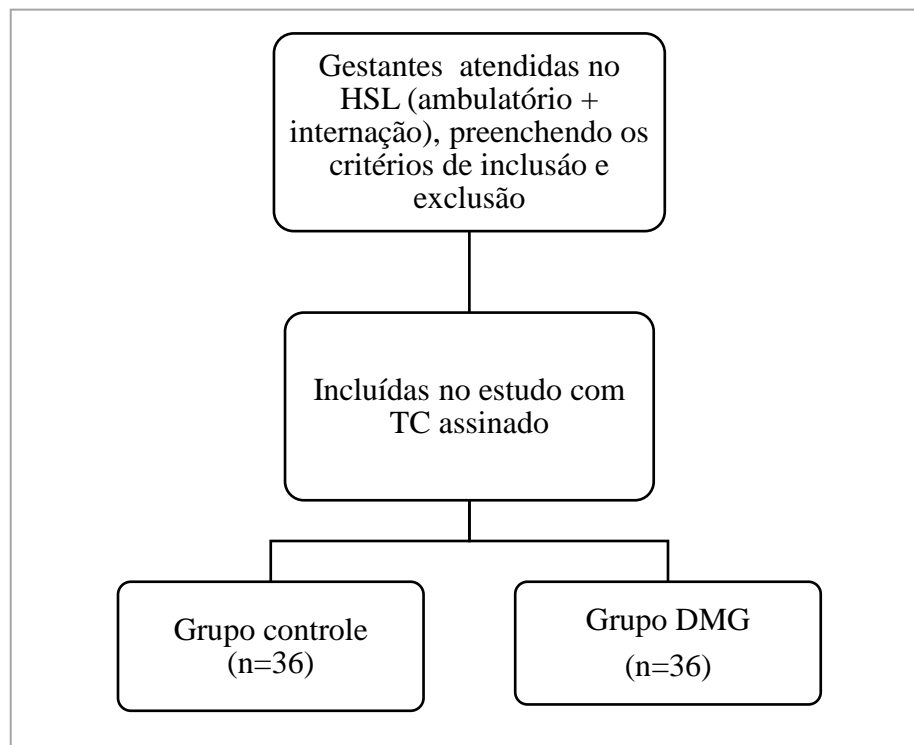 Gestantes atendidas no
HSL (ambulatório +
internação), preenchendo os
critérios de inclusáo e
exclusão
Incluídas no estudo com
TC assinado
Grupo controle
(n=36)
Grupo DMG
(n=36)